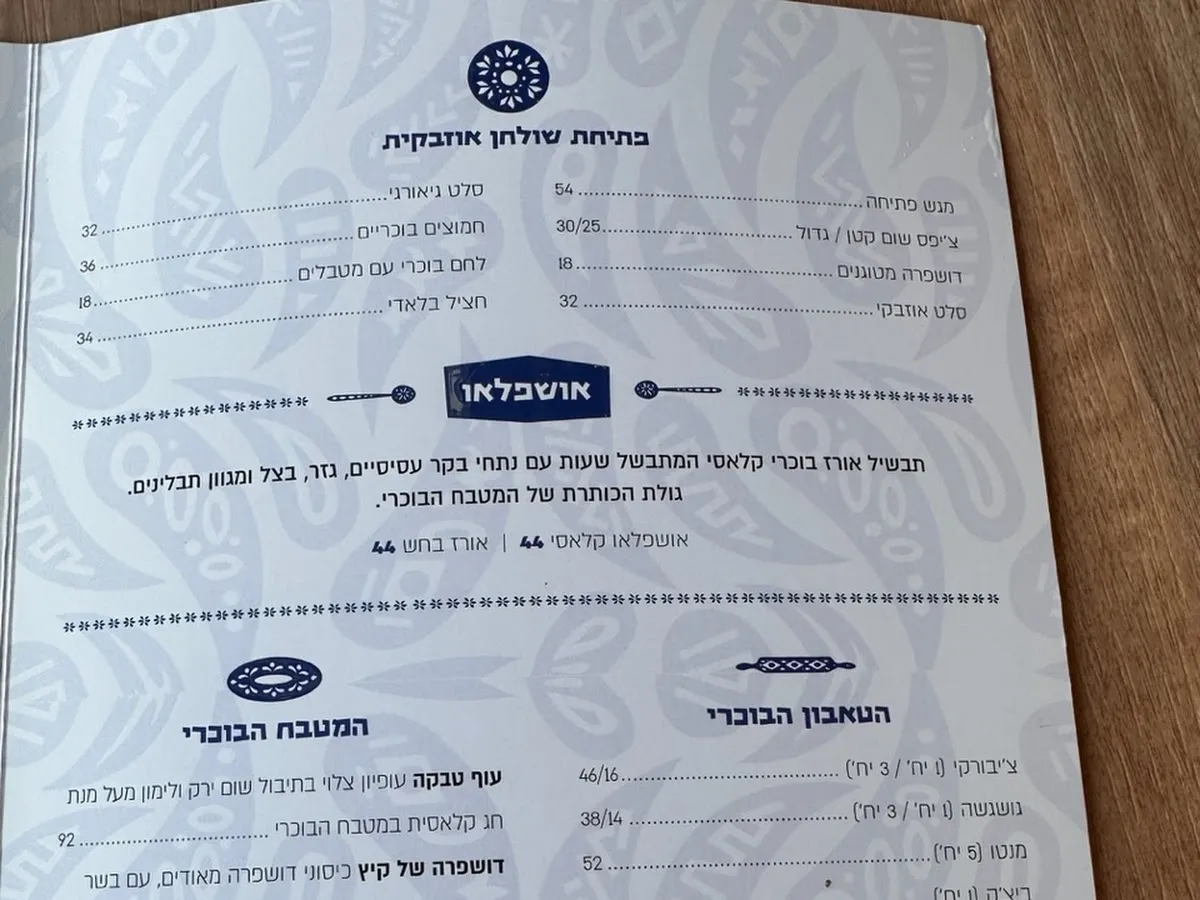 פתיחת שולחן אוזבקית
מגש פתיחה 54
צ'יפס שום קטן / גדול 30/25
דושפרה מטוגנים 18
סלט אוזבקי 32
סלט גיאורגי 32
חמוצים בוכריים 36
לחם בוכרי עם מטבלים 18
חציל בלאדי 34
אושפלאו
תבשיל אורז בוכרי קלאסי המתבשל שעות עם נתחי בקר עסיסיים, גזר, בצל ומגוון תבלינים.
גולת הכותרת של המטבח הבוכרי.
אושפלאו קלאסי 44 | אורז בחש 44
הטאבון הבוכרי
צ'יבורקי (1 יח' / 3 יח') 46/16
גושגשה (1 יח' / 3 יח') 38/14
מנטו (5 יח') 52
ביצ'ק (1 יח')
המטבח הבוכרי
עוף טבקה עופיון צלוי בתיבול שום ירק ולימון מעל מנת
חג קלאסית במטבח הבוכרי 92
דושפרה של קיץ כיסוני דושפרה מאודים, עם בשר